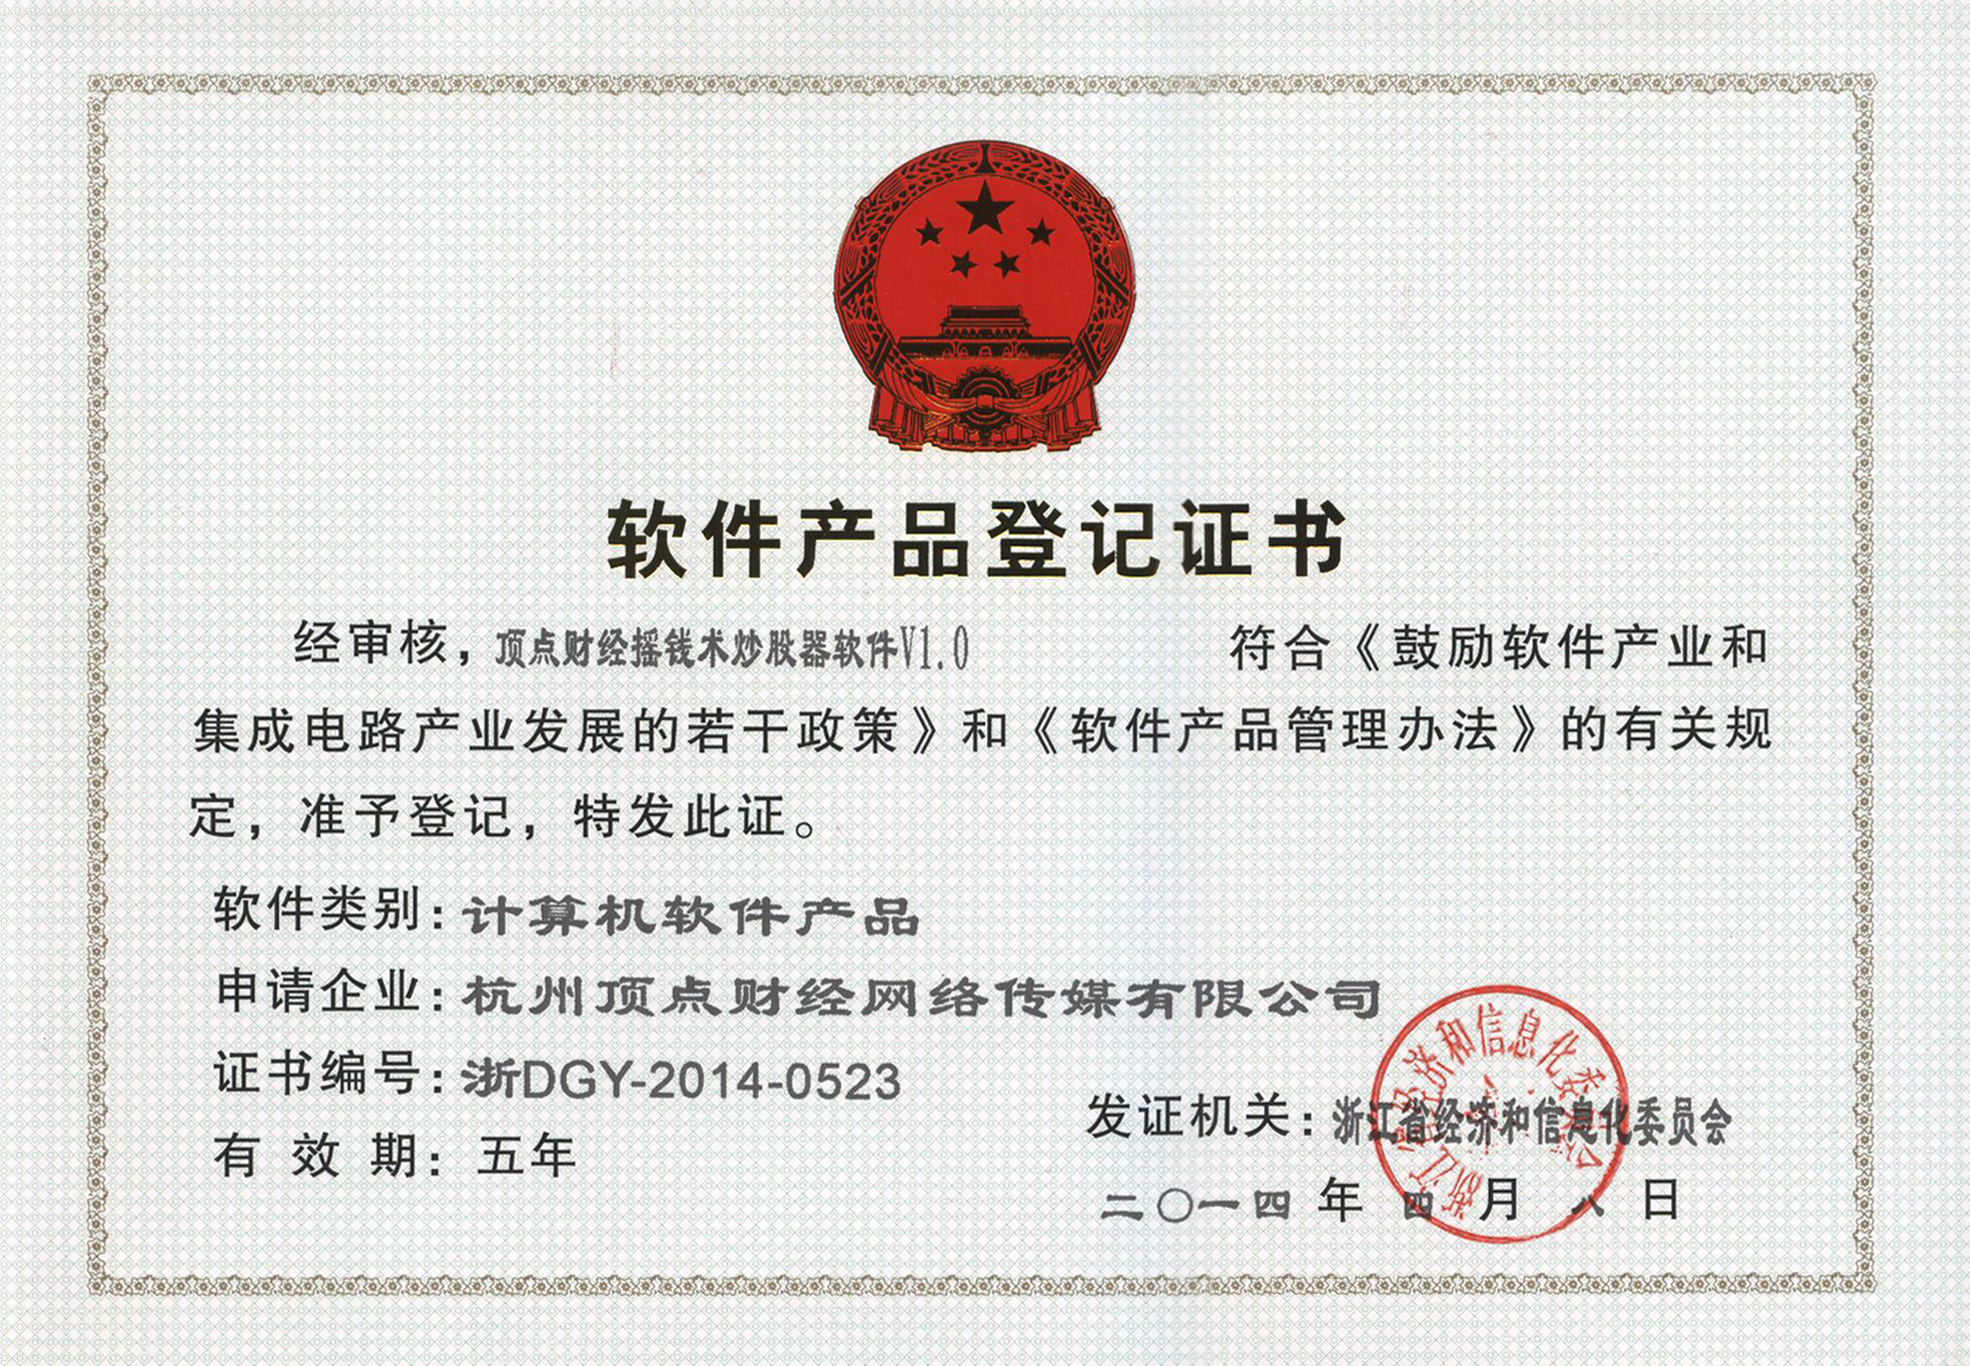 软件产品登记证书
经审核，顶点财经摇钱术炒股器软件V1.0 符合《鼓励软件产业和
集成电路产业发展的若干政策》和《软件产品管理办法》的有关规
定，准予登记，特发此证。
软件类别：计算机软件产品
申请企业：杭州顶点财经网络传媒有限公司
证书编号：浙DGY-2014-0523
有效期：五年
发证机关：浙江省经济和信息化委员会
二〇一四年四月八日
浙江省经济和信息化委员会